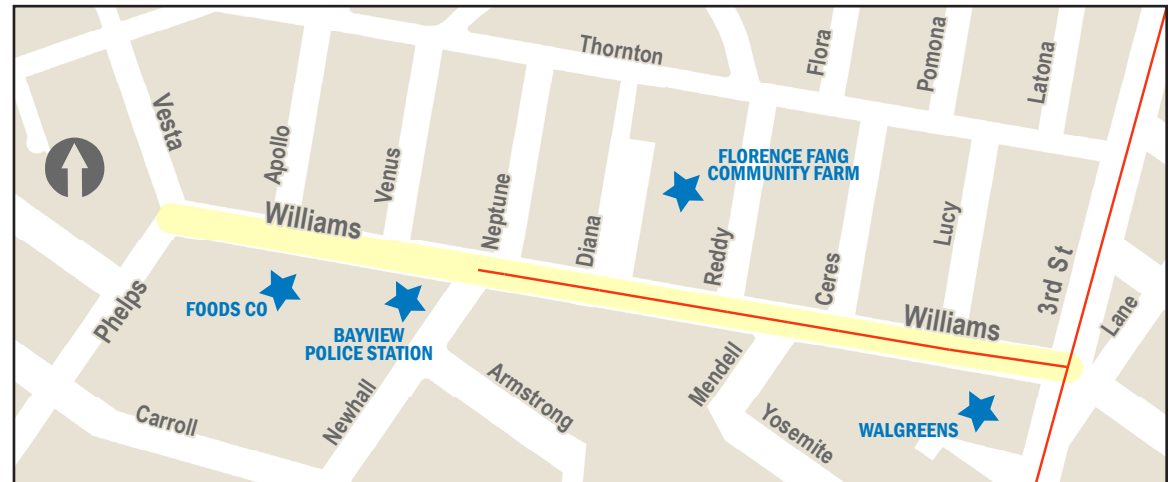 Thornton
Flora
Pomona
Latona
Vesta
Apollo
Venus
Neptune
Diana
FLORENCE FANG
COMMUNITY FARM
Reddy
Ceres
Lucy
3rd St
Lane
Williams
Williams
Phelps
FOODS CO
BAYVIEW
POLICE STATION
Newhall
Armstrong
Mendell
Yosemite
WALGREENS
Carroll